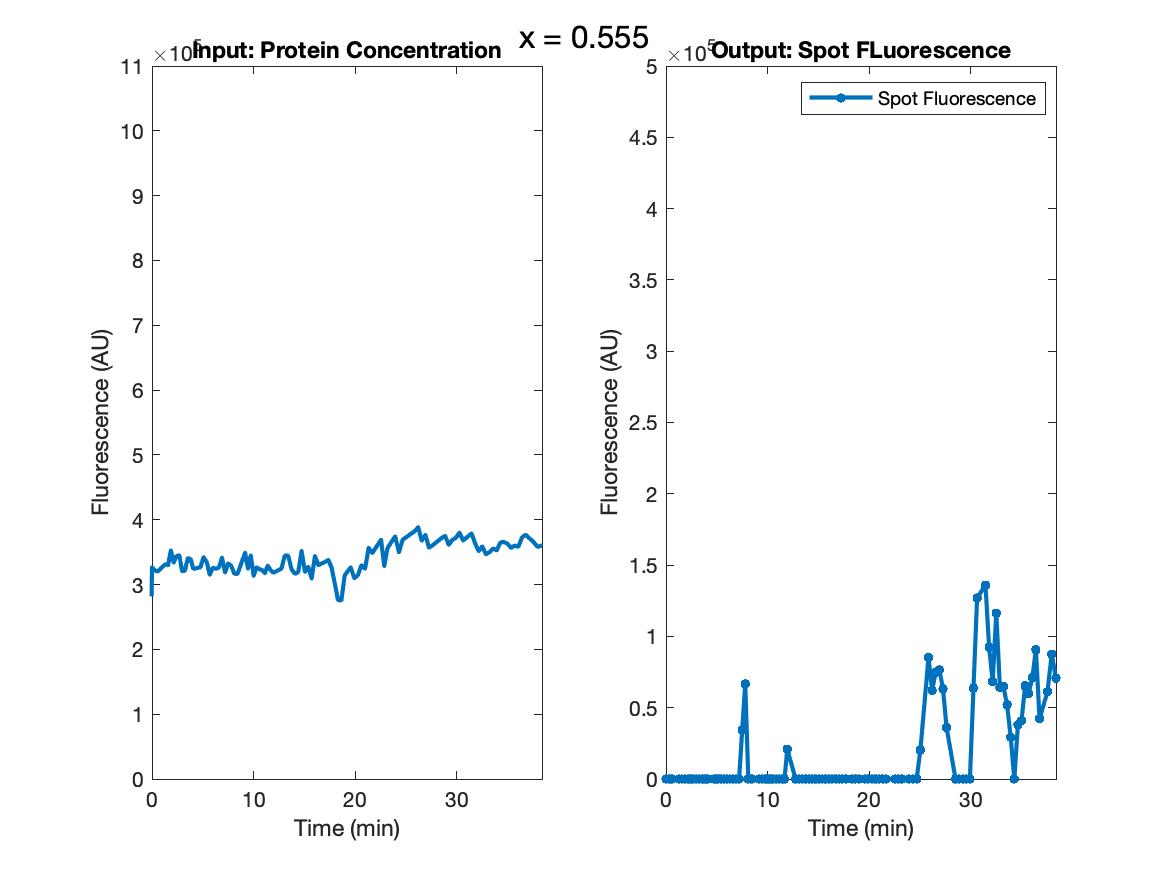 x = 0.555
×10⁵
Input: Protein Concentration
11
10
9
8
7
6
5
4
3
2
1
0
0 10 20 30
Fluorescence (AU)
Time (min)
×10⁵
Output: Spot FLuorescence
Spot Fluorescence
5
4.5
4
3.5
3
2.5
2
1.5
1
0.5
0
0 10 20 30
Fluorescence (AU)
Time (min)